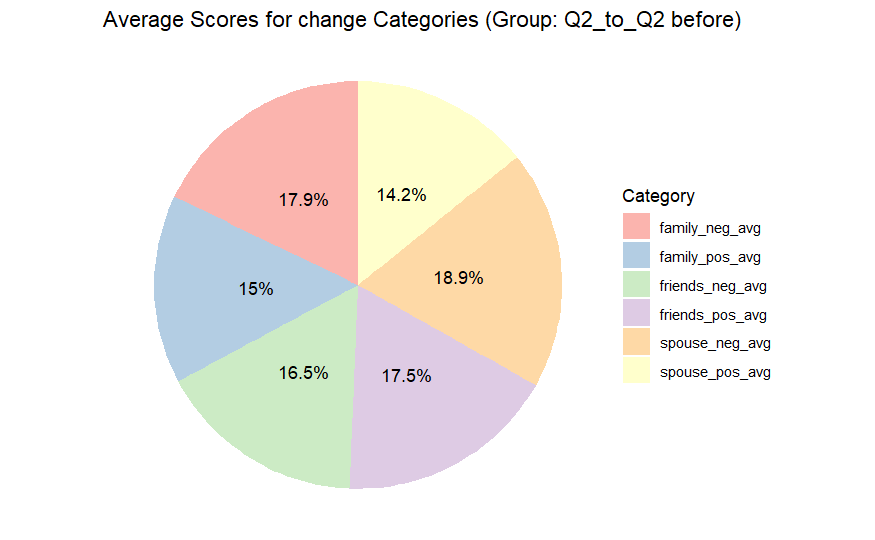 Average Scores for change Categories (Group: Q2_to_Q2 before)
17.9%
14.2%
15%
18.9%
16.5%
17.5%
Category
family_neg_avg
family_pos_avg
friends_neg_avg
friends_pos_avg
spouse_neg_avg
spouse_pos_avg